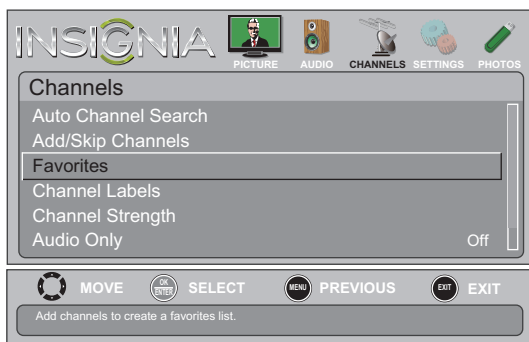 INSIGNIA
PICTURE AUDIO CHANNELS SETTINGS PHOTOS
Channels
Auto Channel Search
Add/Skip Channels
Favorites
Channel Labels
Channel Strength
Audio Only Off
MOVE OK ENTER SELECT MENU PREVIOUS EXIT EXIT
Add channels to create a favorites list.